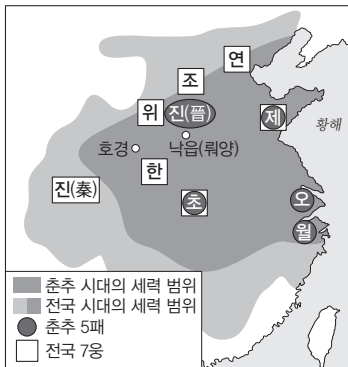 연
조
위 진(晉) 제
황해
호경 낙읍(뤄양)
한
진(秦)
초 오
월
춘추 시대의 세력 범위
전국 시대의 세력 범위
춘추 5패
전국 7웅